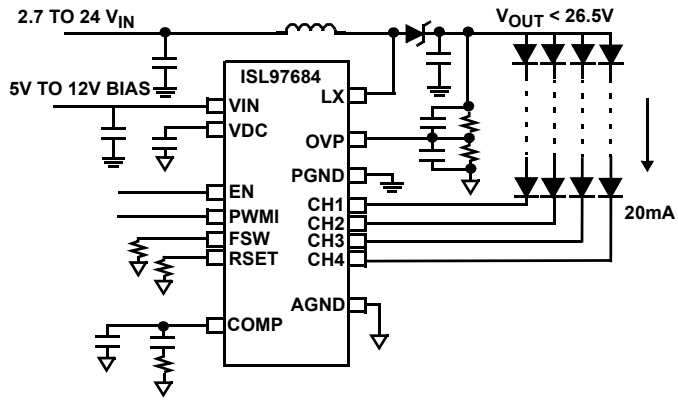 2.7 TO 24 VIN
VOUT < 26.5V
ISL97684
5V TO 12V BIAS
VIN
LX
VDC
OVP
PGND
EN
CH1
PWMI
CH2
20mA
FSW
CH3
RSET
CH4
AGND
COMP